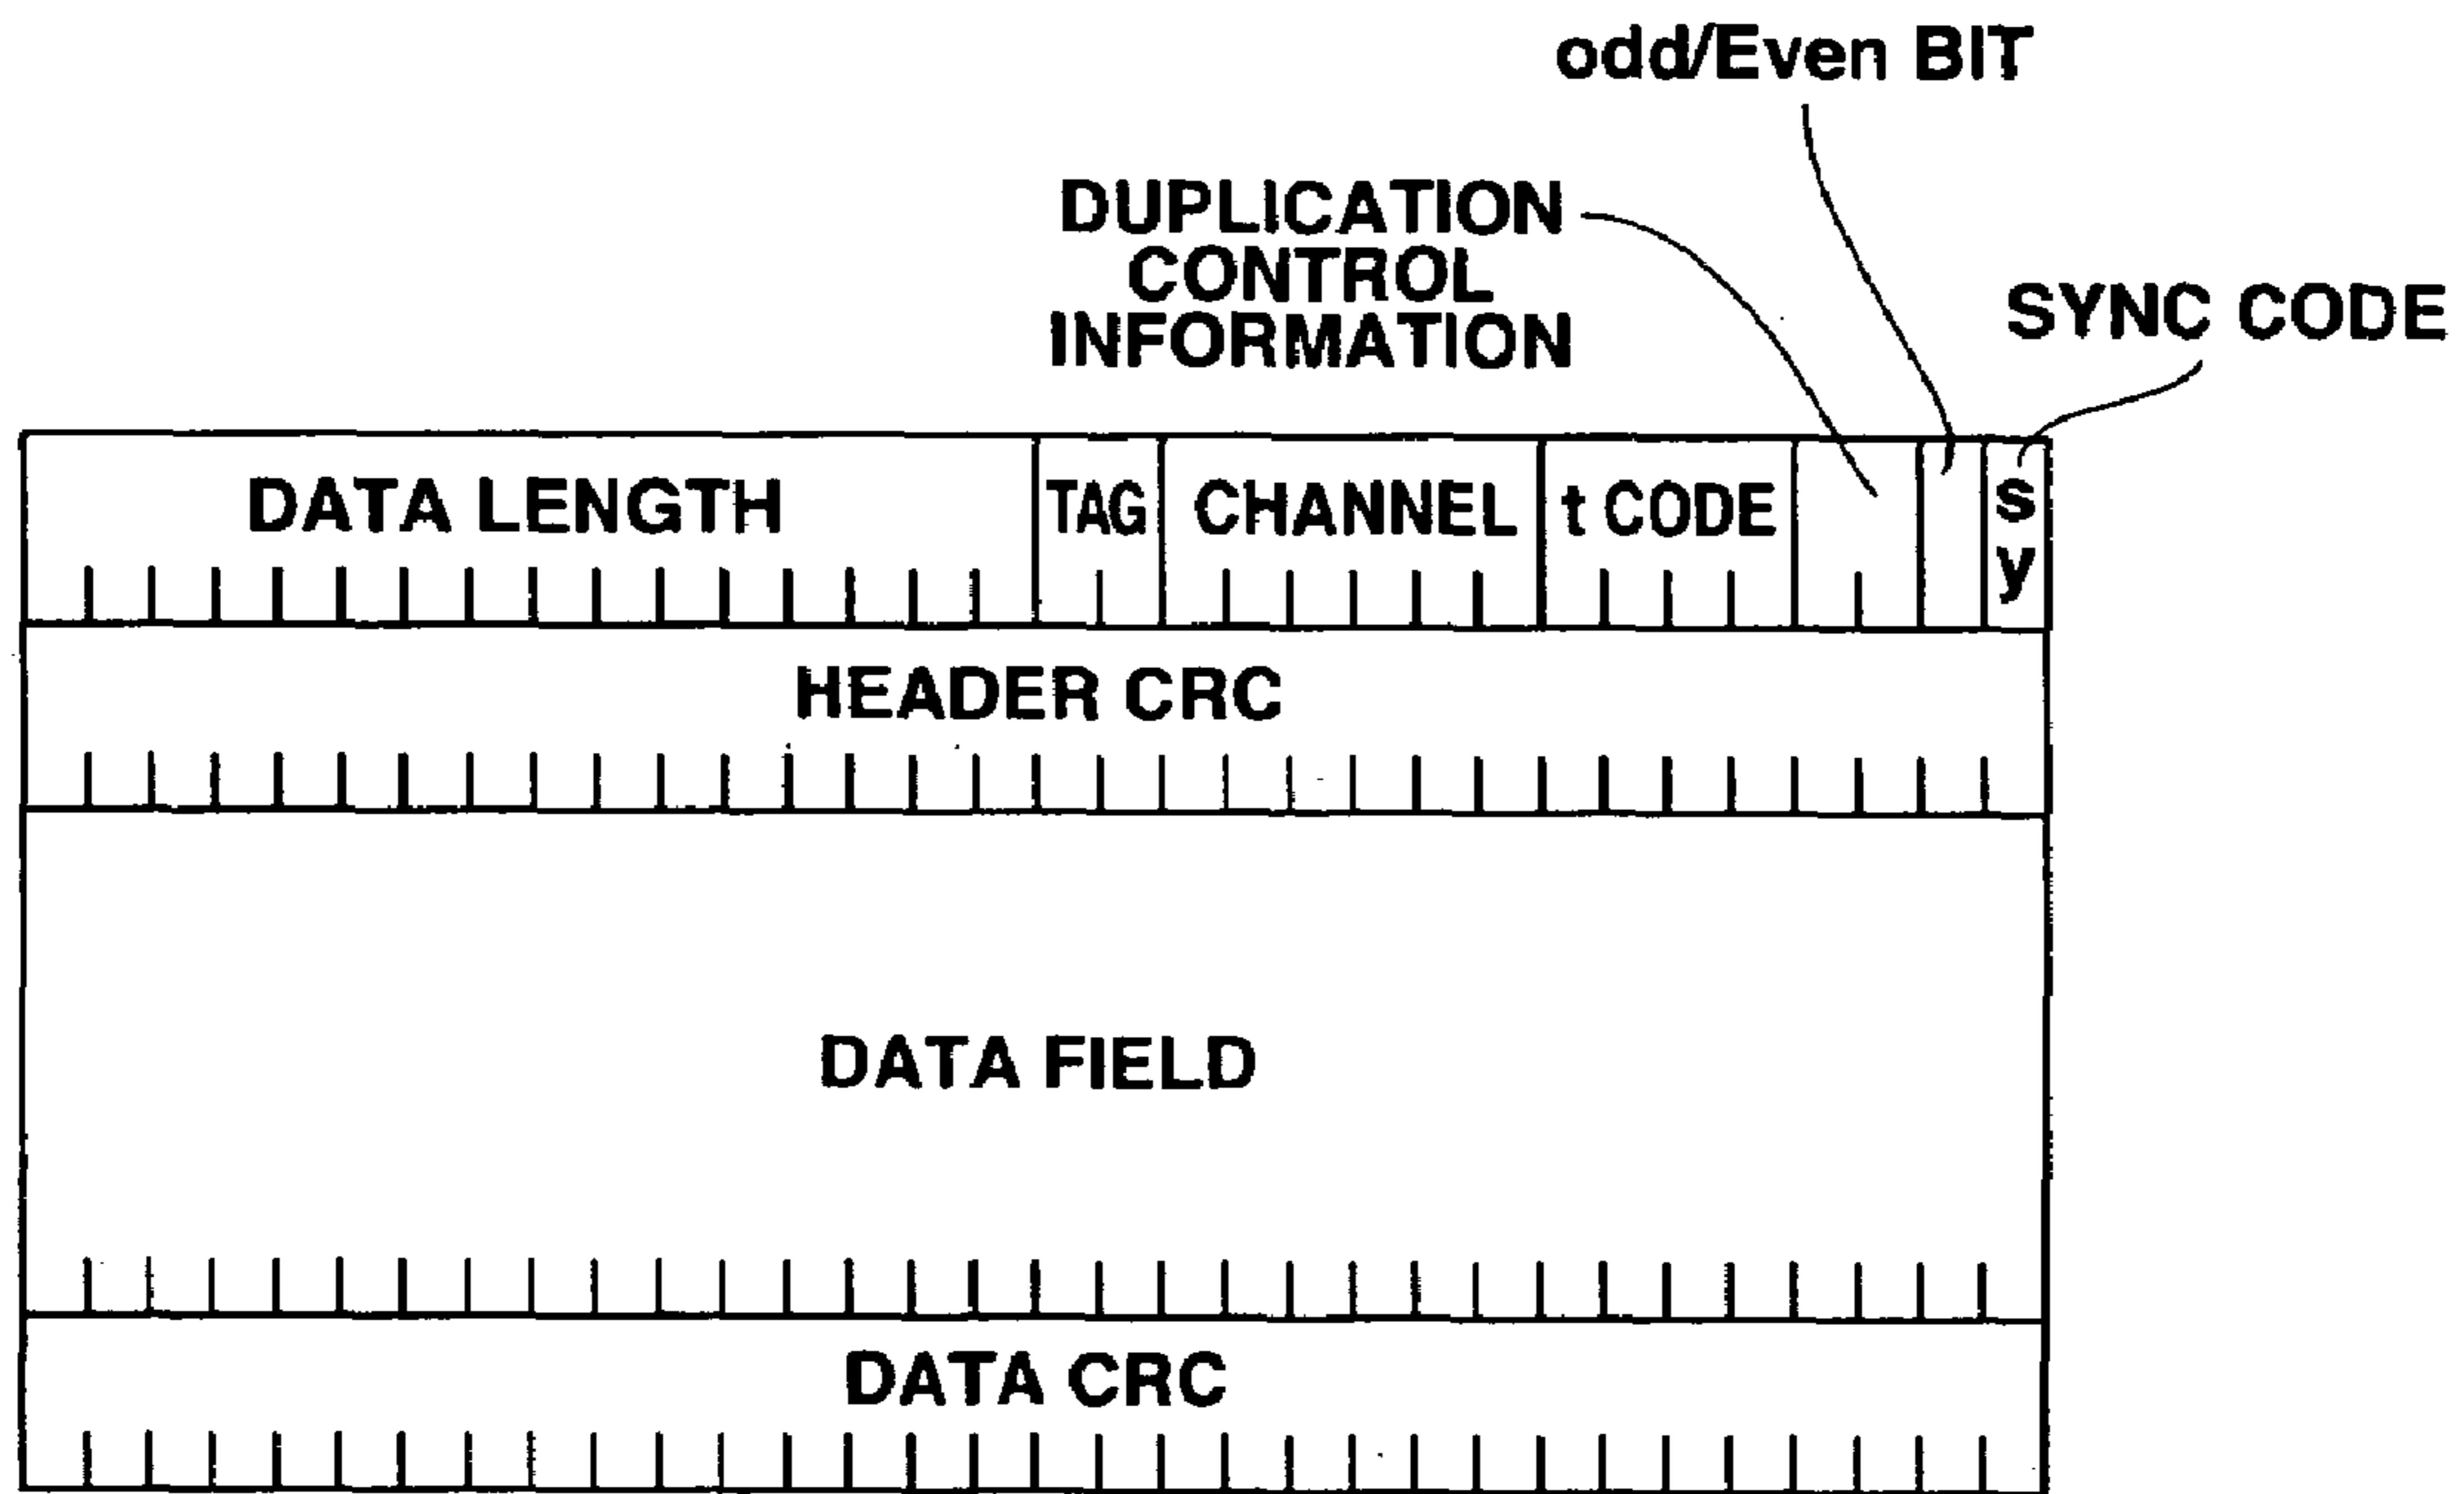 odd/Even BIT
DUPLICATION
CONTROL
INFORMATION
SYNC CODE
DATA LENGTH
TAG
CHANNEL
t CODE
s
y
HEADER CRC
DATA FIELD
DATA CRC